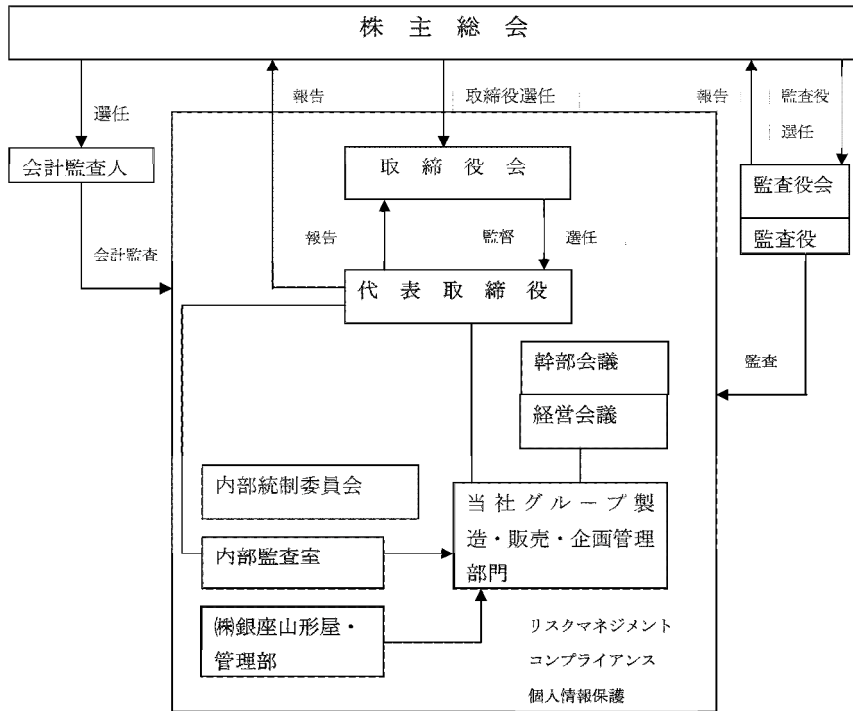 株 主 総 会
選任
報告
取締役選任
報告
監査役
選任
会計監査人
取 締 役 会
監査役会
監査役
会計監査
報告
監督
選任
代 表 取 締 役
幹部会議
経営会議
監査
内部統制委員会
当社グループ製
造・販売・企画管理
部門
内部監査室
㈱銀座山形屋・
管理部
リスクマネジメント
コンプライアンス
個人情報保護